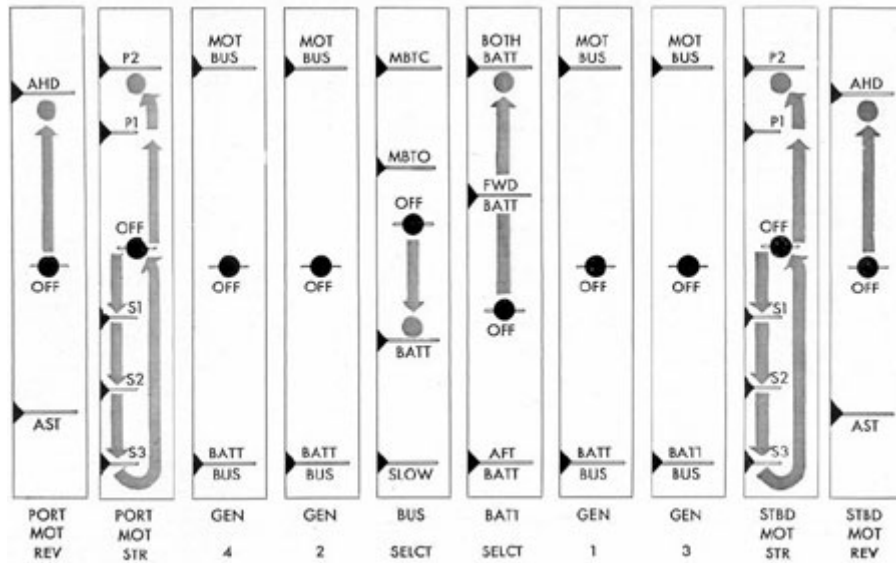 AHD
OFF
AST
PORT
MOT
REV
P2
P1
OFF
S1
S2
S3
PORT
MOT
STR
MOT
BUS
OFF
BATT
BUS
GEN
4
MOT
BUS
OFF
BATT
BUS
GEN
2
MBTC
MBTO
OFF
BATT
SLOW
BUS
SELCT
BOTH
BATT
FWD
BATT
OFF
AFT
BATT
BATT
SELCT
MOT
BUS
OFF
BATT
BUS
GEN
1
MOT
BUS
OFF
BATT
BUS
GEN
3
P2
P1
OFF
S1
S2
S3
STBD
MOT
STR
AHD
OFF
AST
STBD
MOT
REV